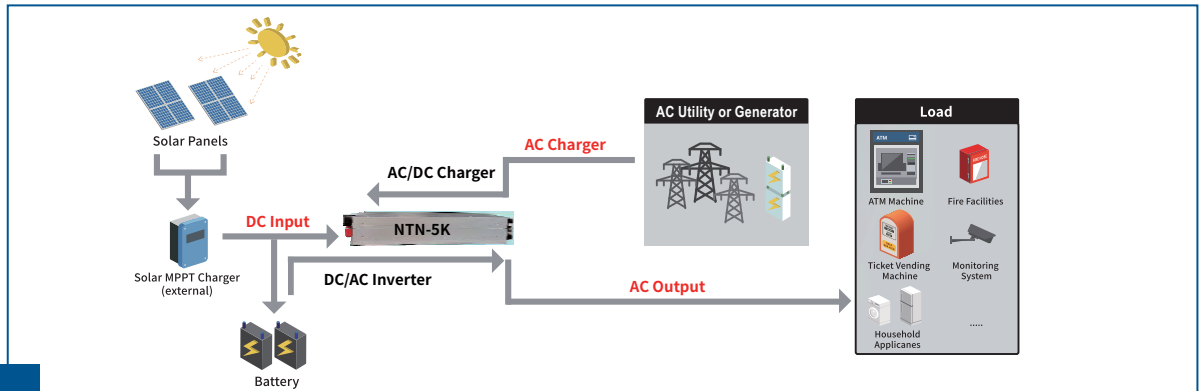 Solar Panels
Solar MPPT Charger
(external)
DC Input
Battery
AC/DC Charger
AC Charger
NTN-5K
DC/AC Inverter
AC Output
AC Utility or Generator
Load
ATM
ATM Machine
Fire Facilities
Ticket Vending
Machine
Monitoring
System
Household
Applicanes
.....